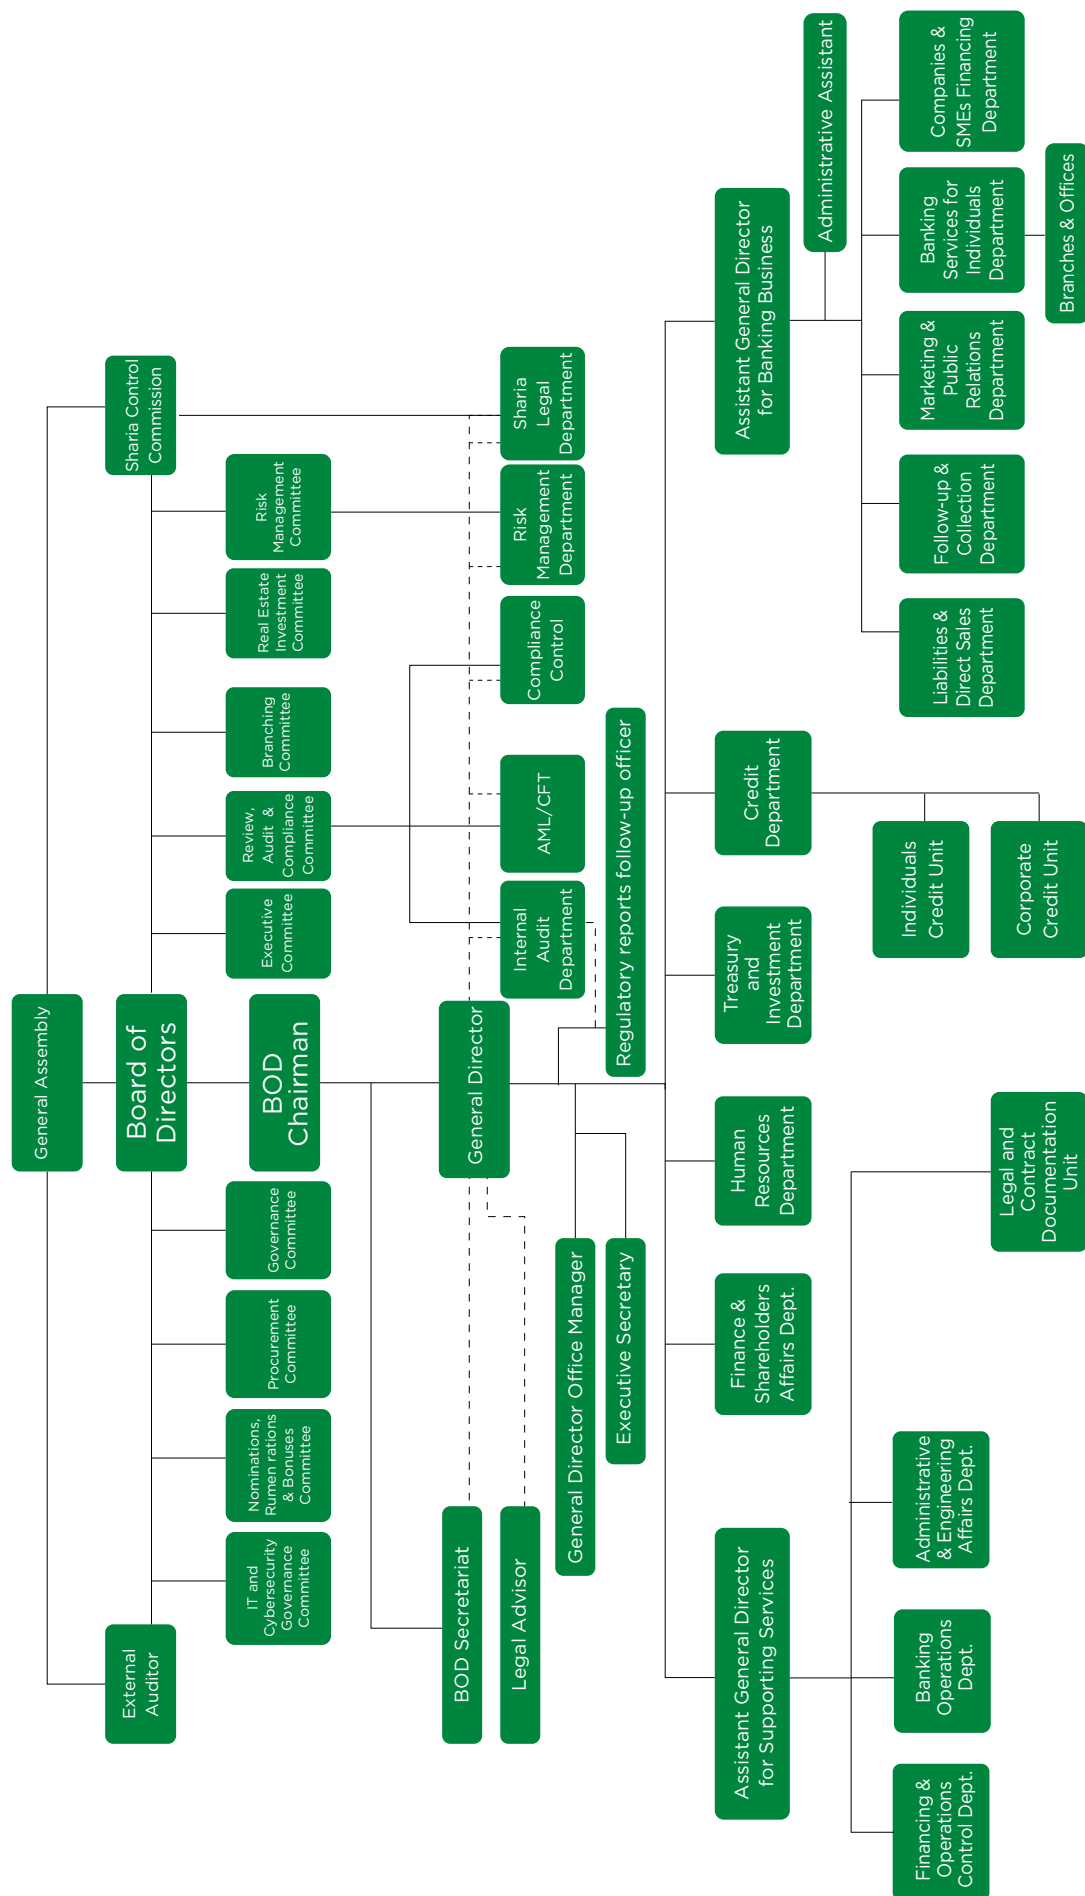 General Assembly
External
Auditor
Board of
Directors
Sharia Control
Commission
IT and
Cybersecurity
Governance
Committee
Nominations,
Rumen rations
& Bonuses
Committee
Procurement
Committee
Governance
Committee
BOD
Chairman
Executive
Committee
Review,
Audit &
Compliance
Committee
Branching
Committee
Real Estate
Investment
Committee
Risk
Management
Committee
BOD Secretariat
General Director
Legal Advisor
Internal
Audit
Department
AML/CFT
Compliance
Control
Risk
Management
Department
Sharia
Legal
Department
General Director Office Manager
Executive Secretary
Regulatory reports follow-up officer
Assistant General Director
for Supporting Services
Finance &
Shareholders
Affairs Dept.
Human
Resources
Department
Treasury
and
Investment
Department
Credit
Department
Assistant General Director
for Banking Business
Administrative Assistant
Financing &
Operations
Control Dept.
Banking
Operations
Dept.
Administrative
& Engineering
Affairs Dept.
Legal and
Contract
Documentation
Unit
Individuals
Credit Unit
Corporate
Credit Unit
Liabilities &
Direct Sales
Department
Follow-up &
Collection
Department
Marketing &
Public
Relations
Department
Banking
Services for
Individuals
Department
Companies &
SMEs Financing
Department
Branches & Offices